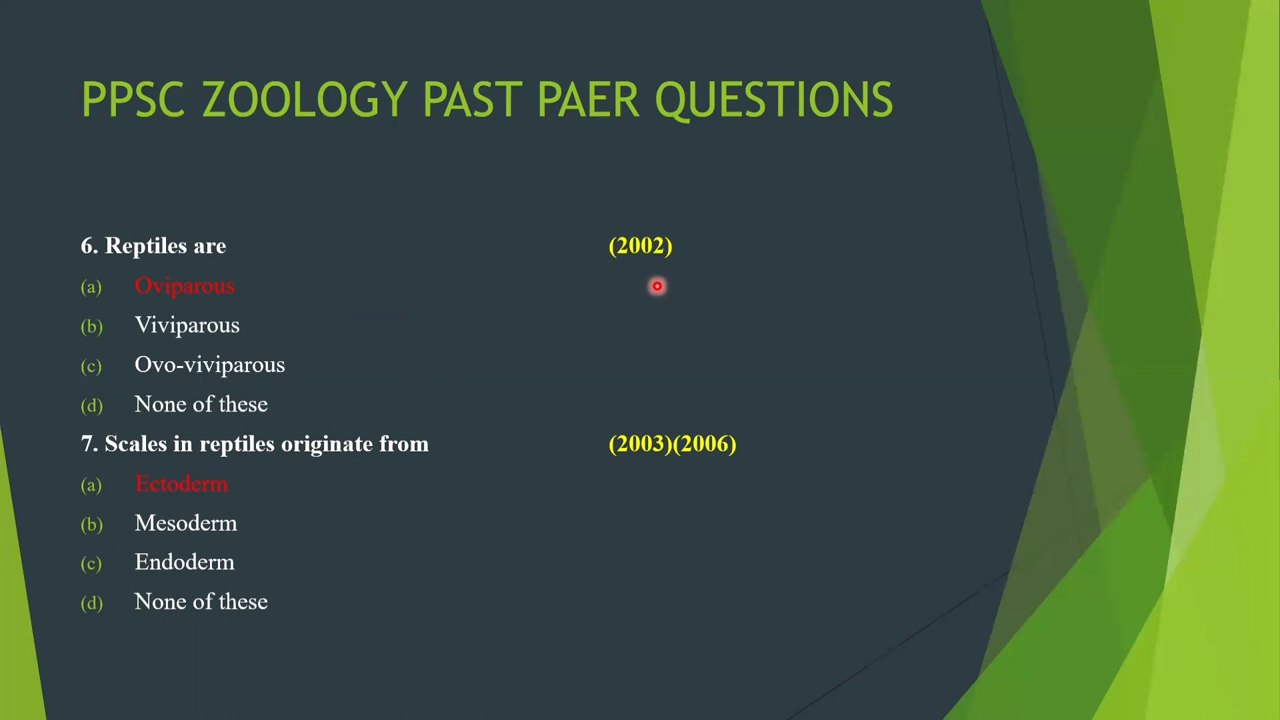 PPSC ZOOLOGY PAST PAER QUESTIONS
6. Reptiles are (2002)
(a) Oviparous
(b) Viviparous
(c) Ovo-viviparous
(d) None of these
7. Scales in reptiles originate from (2003)(2006)
(a) Ectoderm
(b) Mesoderm
(c) Endoderm
(d) None of these